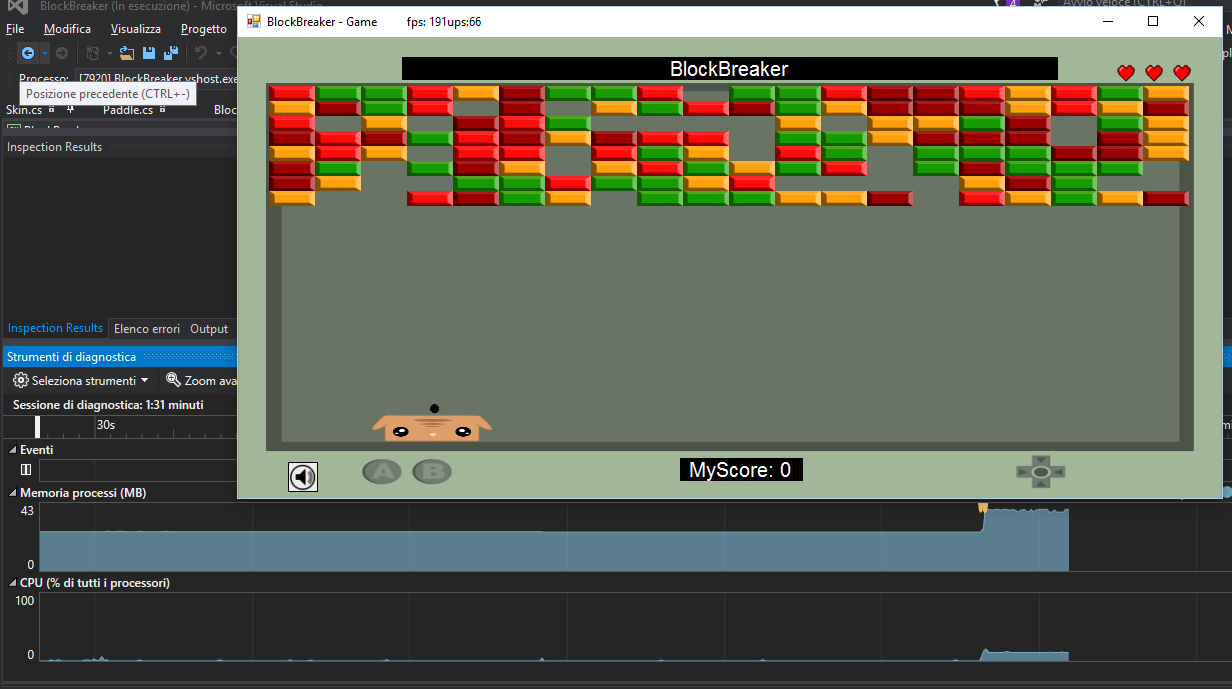 BlockBreaker (In esecuzione) - Microsoft Visual Studio
4
Avvio veloce (CTRL+Q)
BlockBreaker - Game fps: 191ups:66
File Modifica Visualizza Progetto
Processo: [7920] BlockBreaker.vshost.exe
Posizione precedente (CTRL+-)
Skin.cs Paddle.cs Bloc
Inspection Results
BlockBreaker
Inspection Results Elenco errori Output
Strumenti di diagnostica
Seleziona strumenti Zoom ava
Sessione di diagnostica: 1:31 minuti
30s
Eventi
A B
MyScore: 0
Memoria processi (MB)
43
0
CPU (% di tutti i processori)
100
0